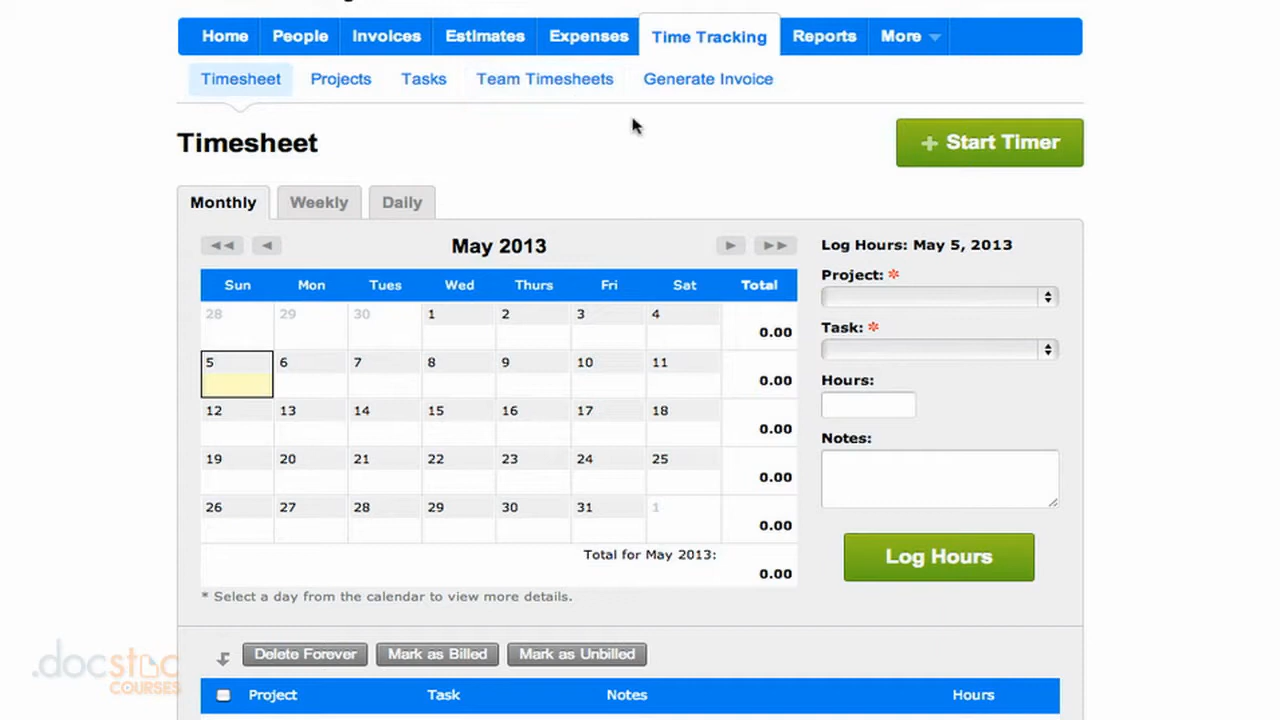 Home People Invoices Estimates Expenses Time Tracking Reports More
Timesheet Projects Tasks Team Timesheets Generate Invoice
Timesheet
+ Start Timer
Monthly Weekly Daily
May 2013
Sun Mon Tues Wed Thurs Fri Sat Total
28 29 30 1 2 3 4
0.00
5 6 7 8 9 10 11
0.00
12 13 14 15 16 17 18
0.00
19 20 21 22 23 24 25
0.00
26 27 28 29 30 31 1
0.00
Total for May 2013:
0.00
* Select a day from the calendar to view more details.
Log Hours: May 5, 2013
Project: *
Task: *
Hours:
Notes:
Log Hours
Delete Forever Mark as Billed Mark as Unbilled
Project Task Notes Hours
.docstoc
COURSES